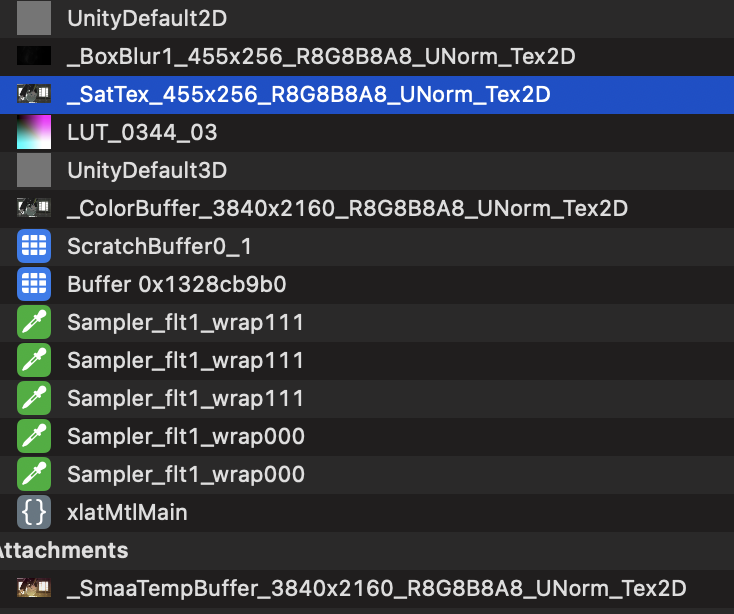 UnityDefault2D
_BoxBlur1_455x256_R8G8B8A8_UNorm_Tex2D
_SatTex_455x256_R8G8B8A8_UNorm_Tex2D
LUT_0344_03
UnityDefault3D
_ColorBuffer_3840x2160_R8G8B8A8_UNorm_Tex2D
ScratchBuffer0_1
Buffer 0x1328cb9b0
Sampler_flt1_wrap111
Sampler_flt1_wrap111
Sampler_flt1_wrap111
Sampler_flt1_wrap000
Sampler_flt1_wrap000
{} xlatMtlMain
Attachments
_SmaaTempBuffer_3840x2160_R8G8B8A8_UNorm_Tex2D